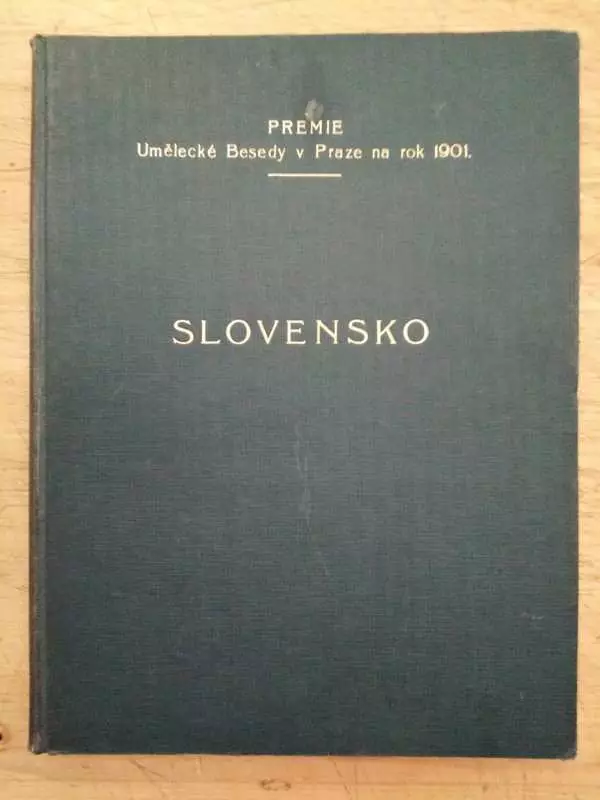 PREMIE
Umělecké Besedy v Praze na rok 1901.
SLOVENSKO